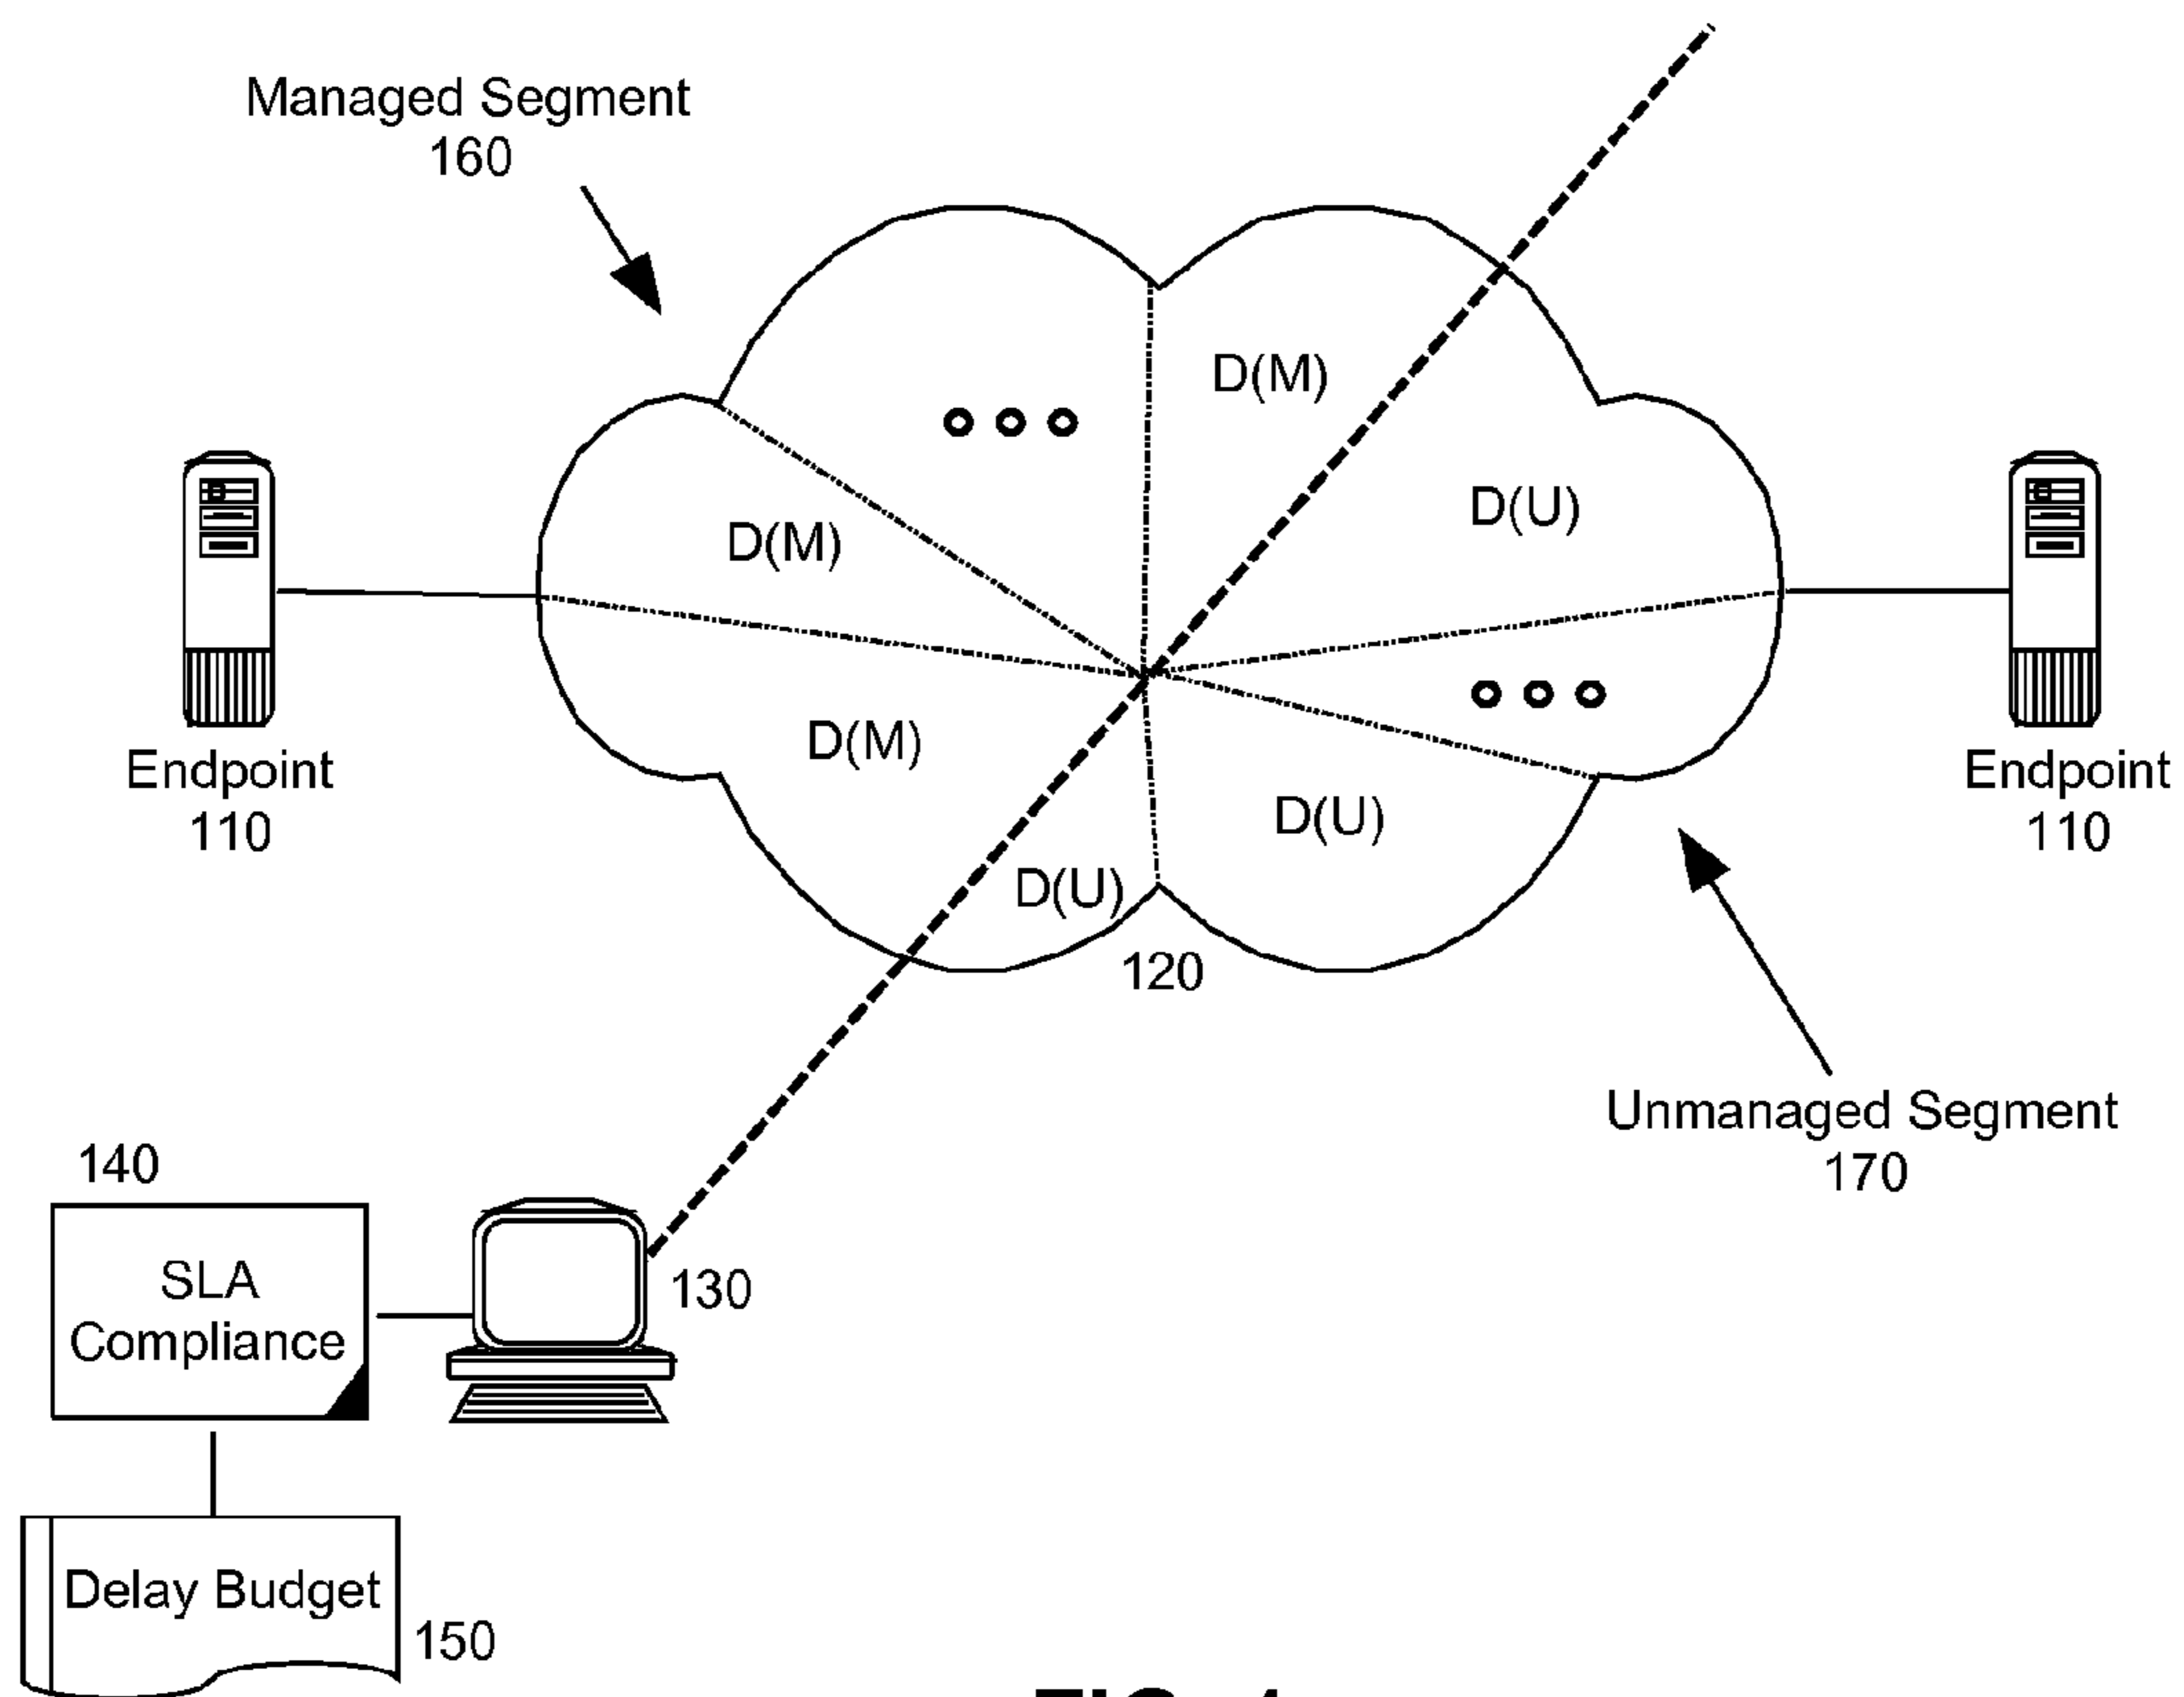 Managed Segment
160
D(M)
D(U)
D(M)
D(M)
Endpoint
110
Endpoint
110
D(U)
D(U)
120
Unmanaged Segment
170
140
SLA
Compliance
130
Delay Budget
150